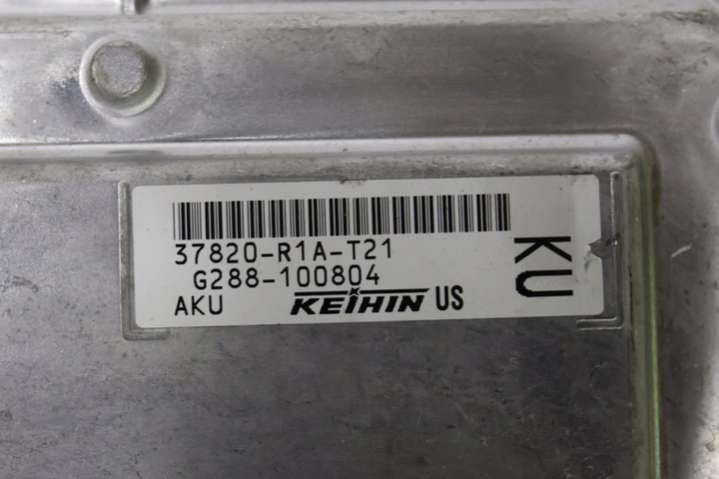 37820-R1A-T21
G288-100804
AKU KEIHIN US
KU